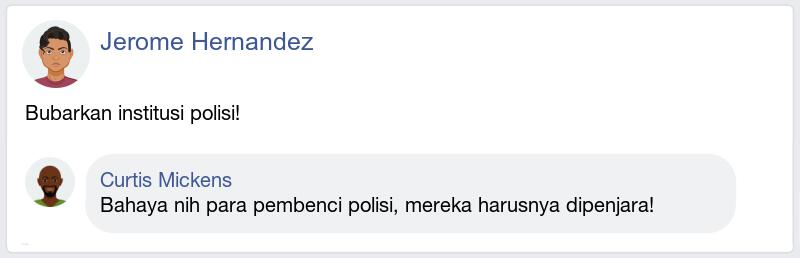 Jerome Hernandez
Bubarkan institusi polisi!
Curtis Mickens
Bahaya nih para pembenci polisi, mereka harusnya dipenjara!